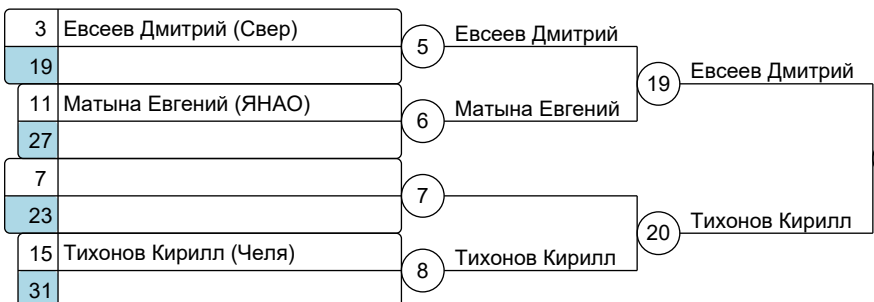 3 Евсеев Дмитрий (Свер)
5 Евсеев Дмитрий
19
19 Евсеев Дмитрий
11 Матына Евгений (ЯНАО)
6 Матына Евгений
27
7
7
23
20 Тихонов Кирилл
15 Тихонов Кирилл (Челя)
8 Тихонов Кирилл
31